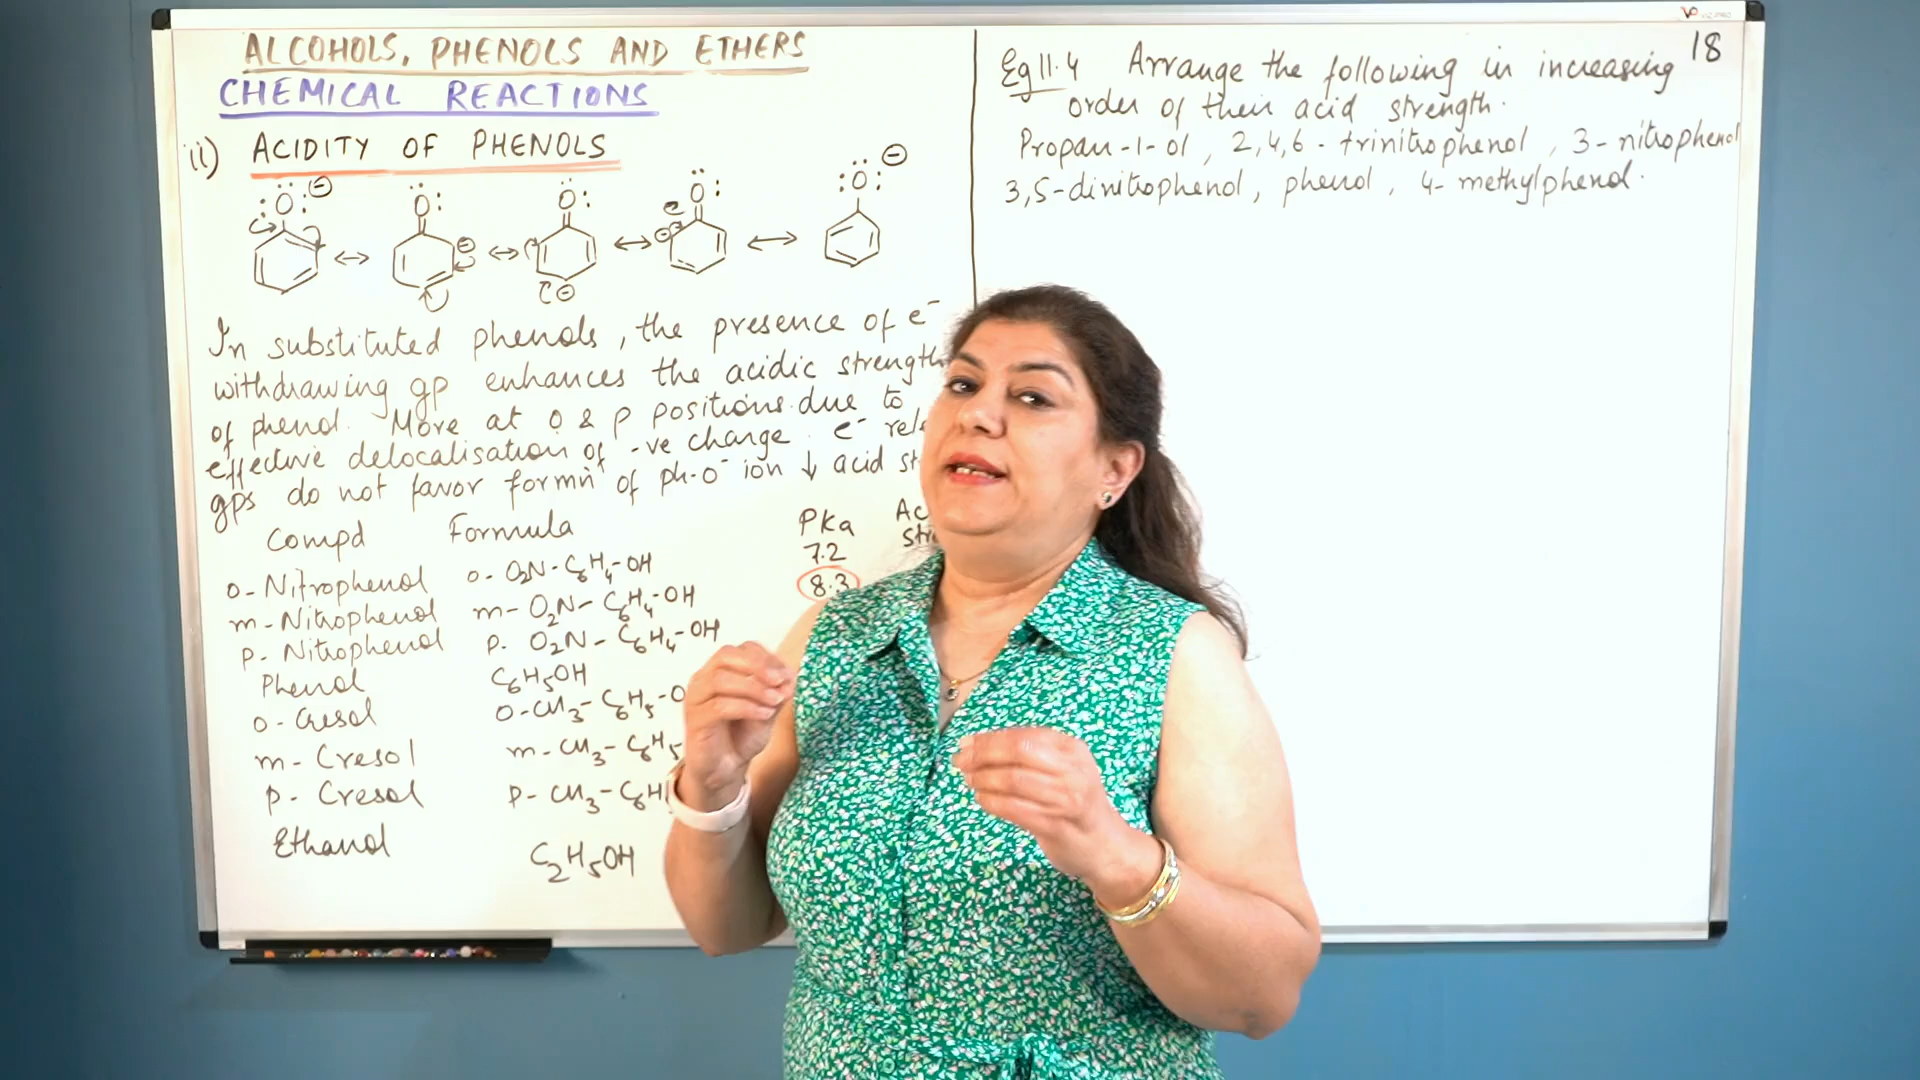 ALCOHOLS, PHENOLS AND ETHERS
CHEMICAL REACTIONS
ii) ACIDITY OF PHENOLS
In substituted phenols, the presence of e⁻
withdrawing gp enhances the acidic strength
of phenol. More at o & p positions due to
effective delocalisation of -ve charge. e⁻
gps do not favor formn of ph-O⁻ ion ↓ acid
Compd Formula Pka
o-Nitrophenol o-O2N-C6H4-OH 7.2
m-Nitrophenol m-O2N-C6H4-OH 8.3
p-Nitrophenol p-O2N-C6H4-OH
Phenol C6H5OH
o-Cresol o-CH3-C6H5-O
m-Cresol m-CH3-C6H5
p-Cresol p-CH3-C6H
Ethanol C2H5OH
18
Eg 11.4 Arrange the following in increasing
order of their acid strength.
Propan-1-ol, 2,4,6-trinitrophenol, 3-nitrophenol
3,5-dinitrophenol, phenol, 4-methylphenol.